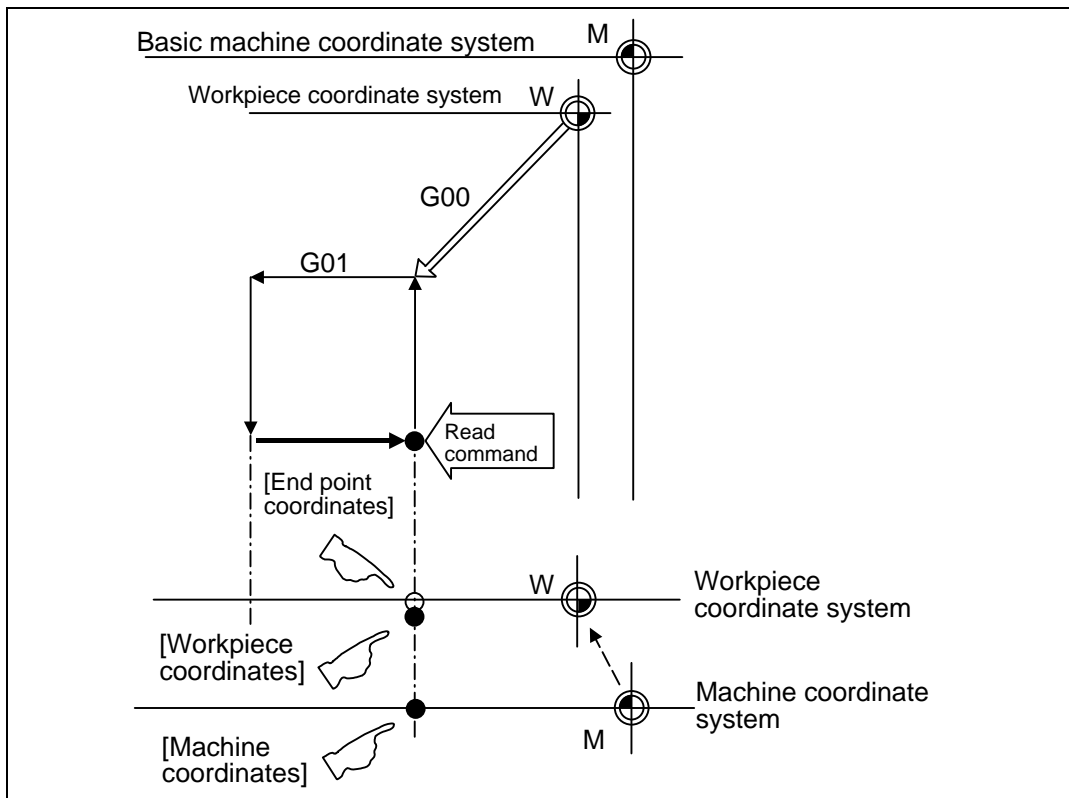 Basic machine coordinate system
M
Workpiece coordinate system
W
G00
G01
Read
command
[End point
coordinates]
W
Workpiece
coordinate system
[Workpiece
coordinates]
Machine coordinate
system
M
[Machine
coordinates]